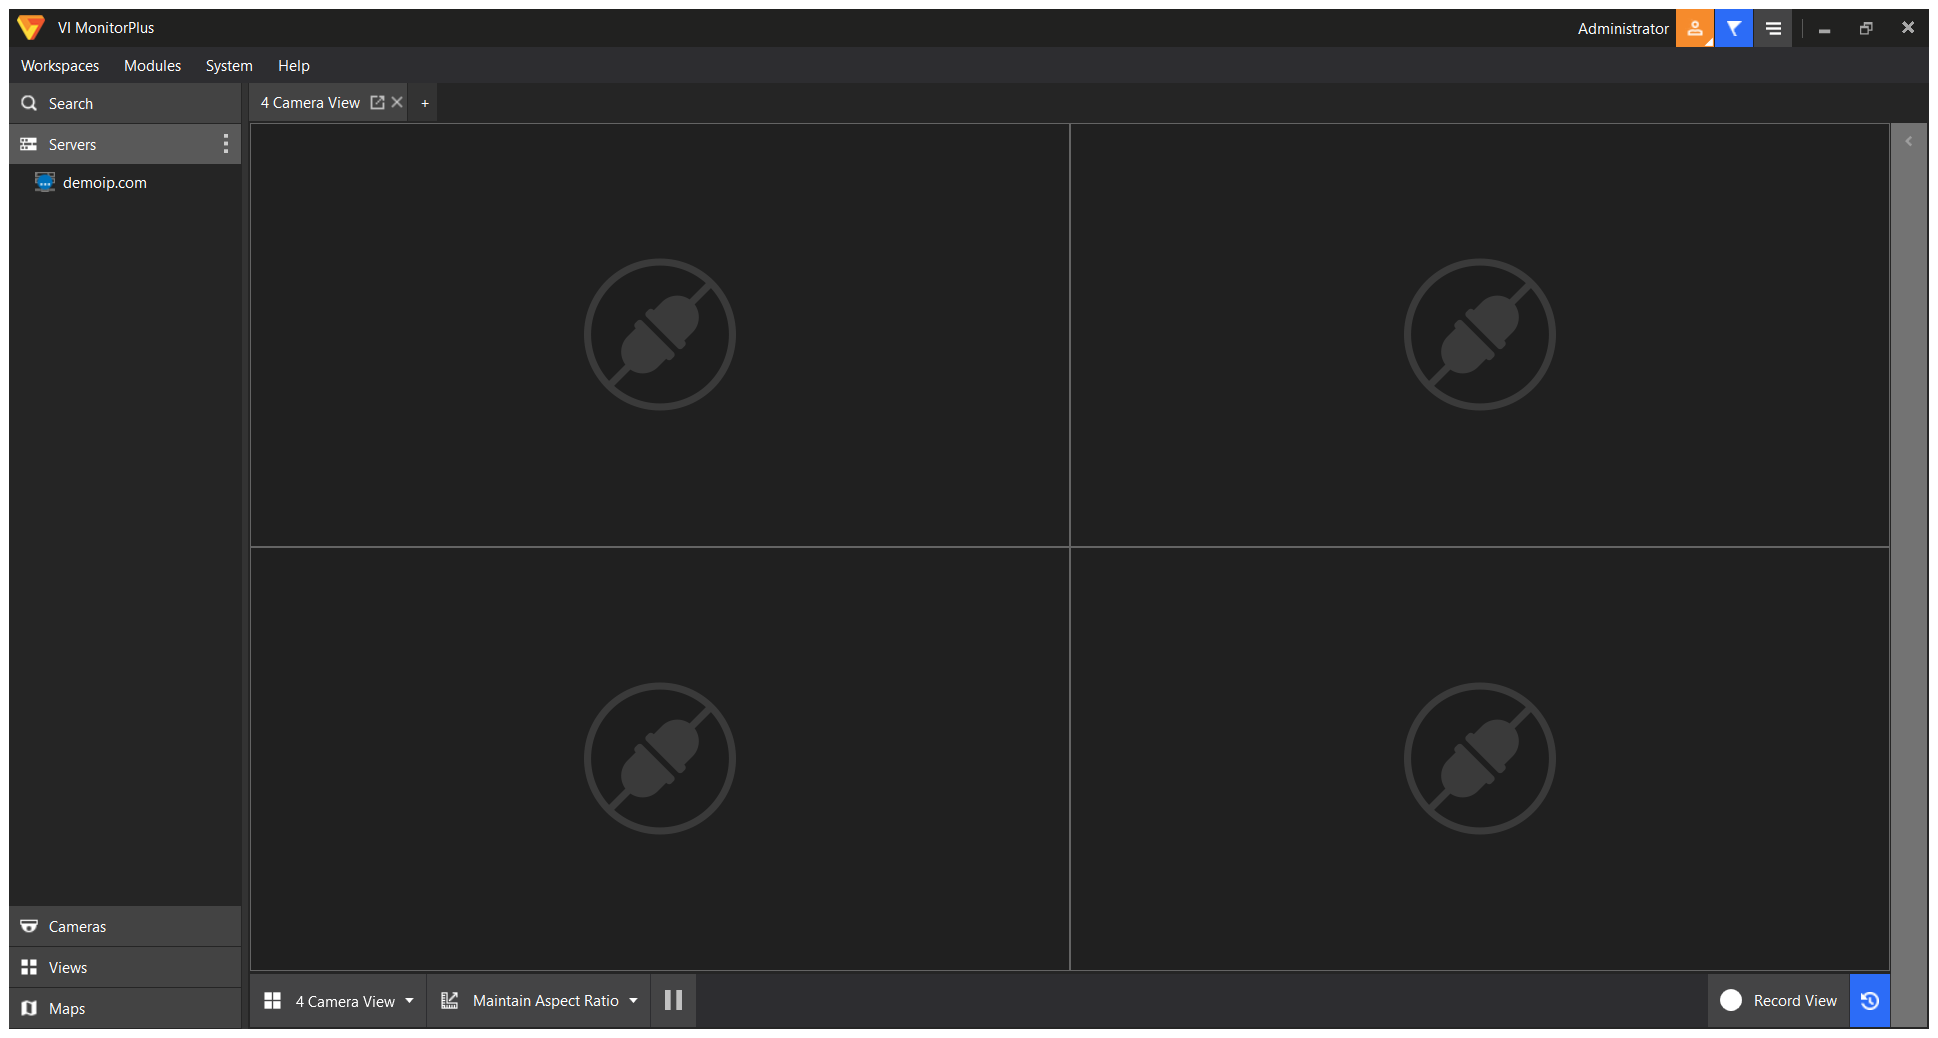 VI MonitorPlus
Administrator
Workspaces Modules System Help
Search
4 Camera View +
Servers
demoip.com
Cameras
Views
Maps
4 Camera View
Maintain Aspect Ratio
Record View